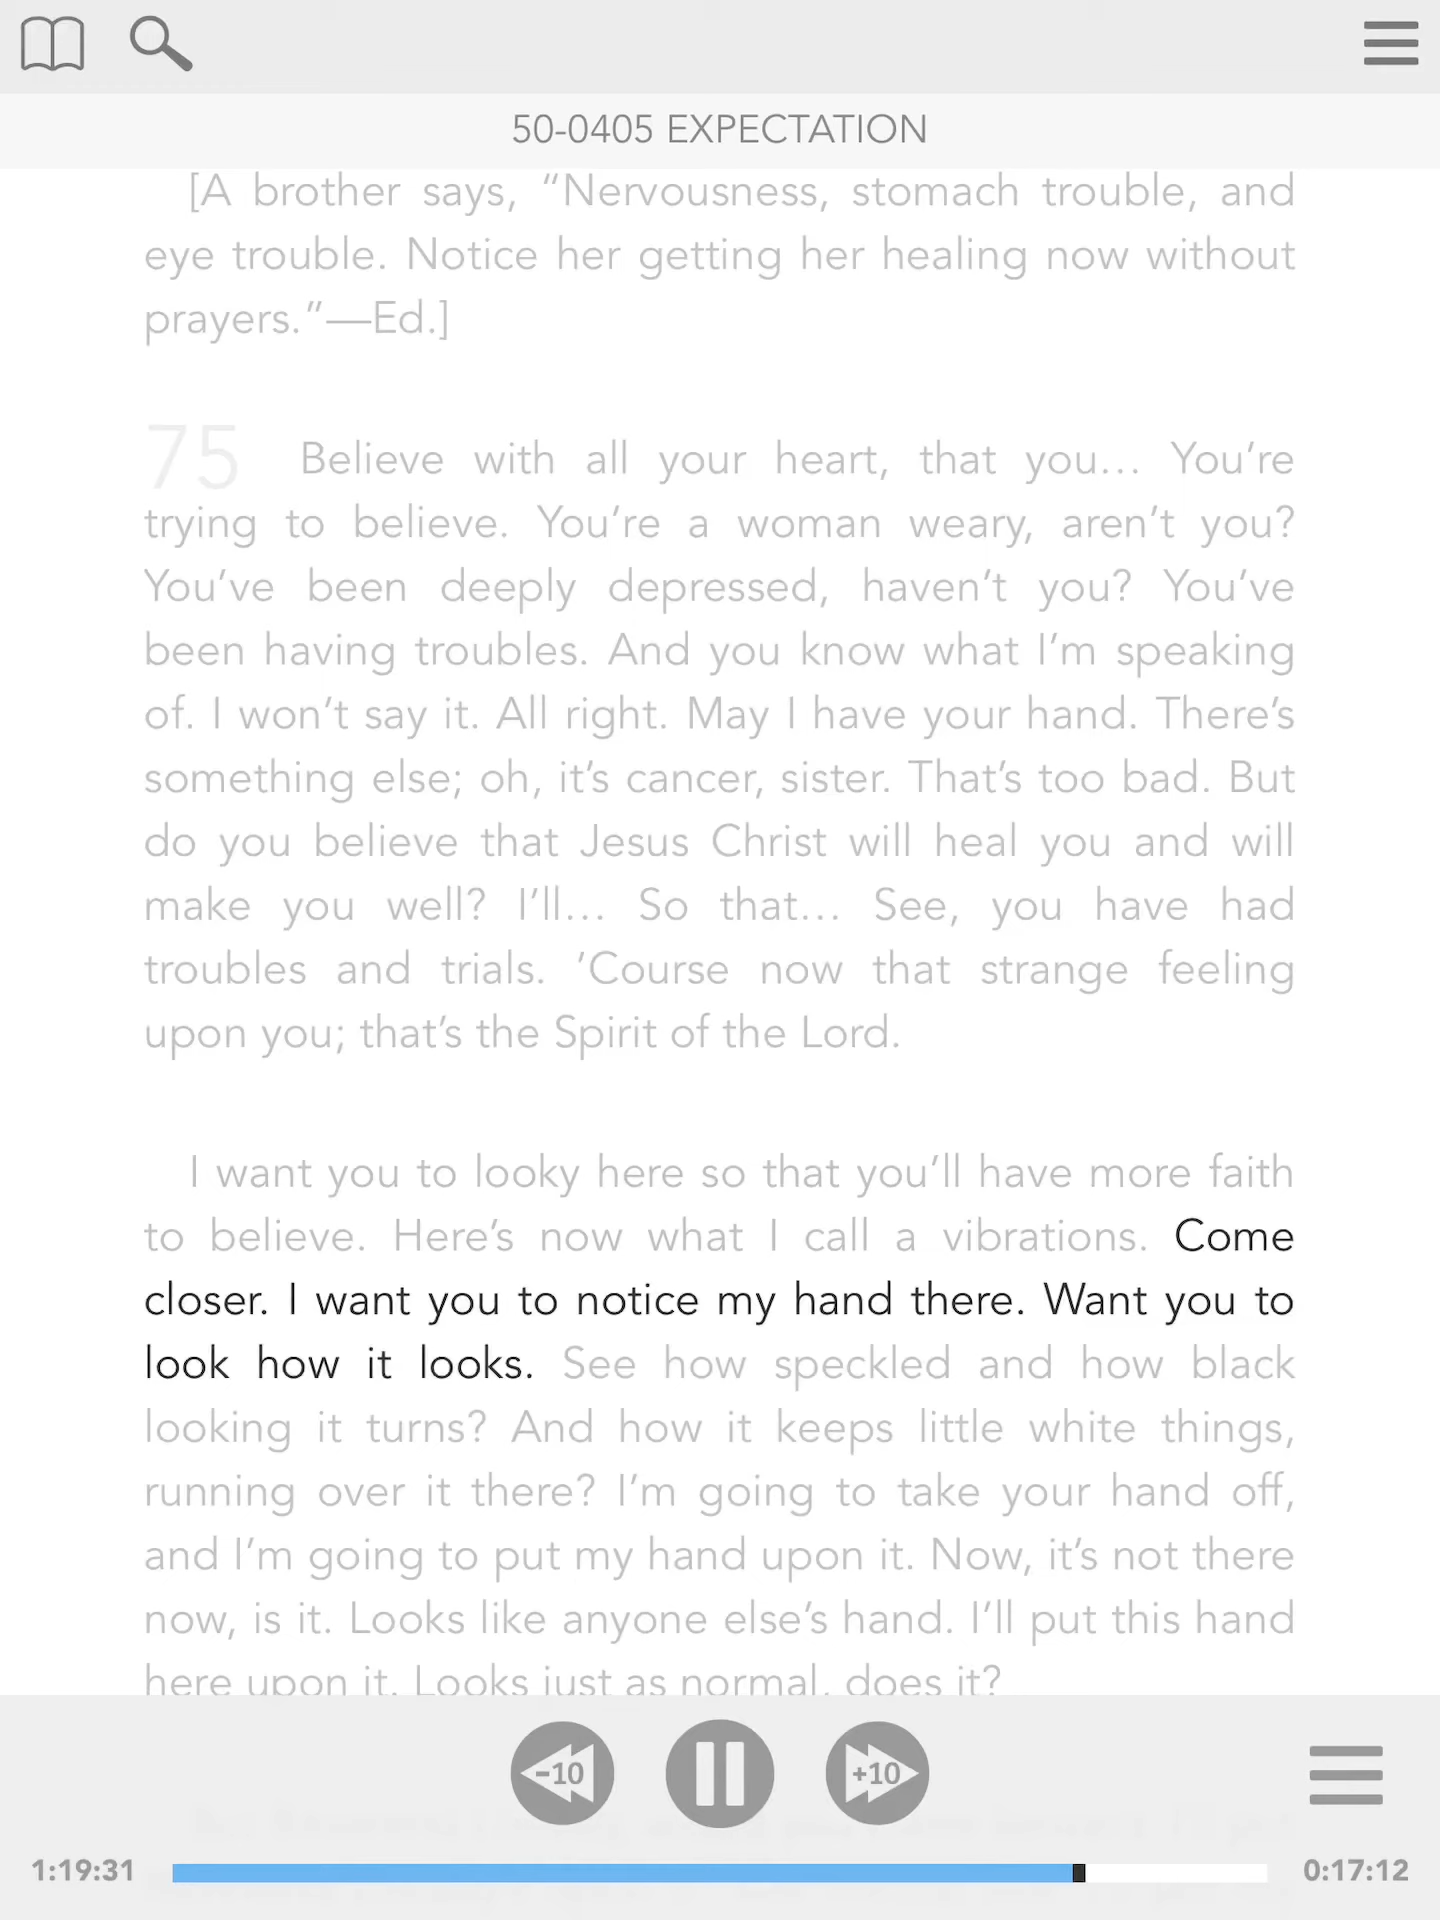 50-0405 EXPECTATION
[A brother says, “Nervousness, stomach trouble, and
eye trouble. Notice her getting her healing now without
prayers.”—Ed.]
75 Believe with all your heart, that you… You’re
trying to believe. You’re a woman weary, aren’t you?
You’ve been deeply depressed, haven’t you? You’ve
been having troubles. And you know what I’m speaking
of. I won’t say it. All right. May I have your hand. There’s
something else; oh, it’s cancer, sister. That’s too bad. But
do you believe that Jesus Christ will heal you and will
make you well? I’ll… So that… See, you have had
troubles and trials. ’Course now that strange feeling
upon you; that’s the Spirit of the Lord.
I want you to looky here so that you’ll have more faith
to believe. Here’s now what I call a vibrations. Come
closer. I want you to notice my hand there. Want you to
look how it looks. See how speckled and how black
looking it turns? And how it keeps little white things,
running over it there? I’m going to take your hand off,
and I’m going to put my hand upon it. Now, it’s not there
now, is it. Looks like anyone else’s hand. I’ll put this hand
here upon it. Looks just as normal, does it?
-10 +10
1:19:31 0:17:12